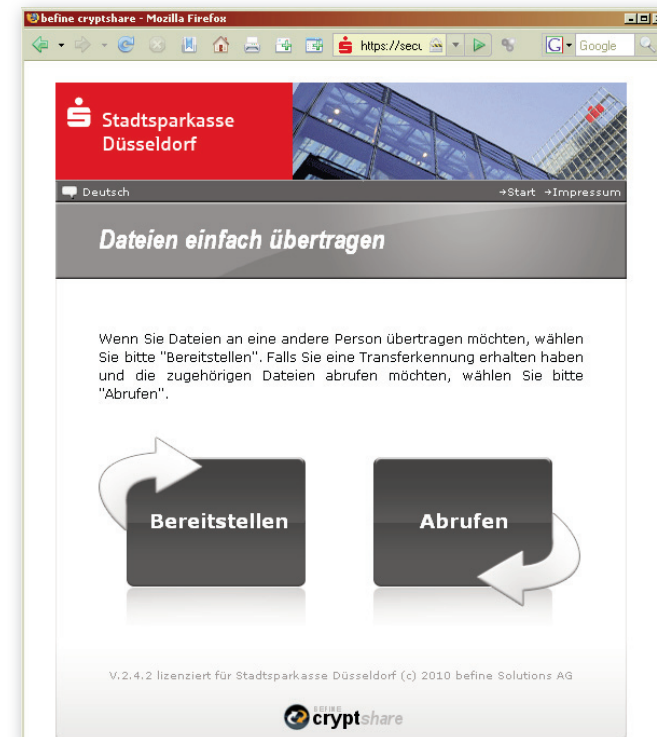 befine cryptshare - Mozilla Firefox
https://secu
G Google
Stadtsparkasse
Düsseldorf
Deutsch
→Start →Impressum
Dateien einfach übertragen
Wenn Sie Dateien an eine andere Person übertragen möchten, wählen
Sie bitte "Bereitstellen". Falls Sie eine Transferkennung erhalten haben
und die zugehörigen Dateien abrufen möchten, wählen Sie bitte
"Abrufen".
Bereitstellen
Abrufen
V.2.4.2 lizenziert für Stadtsparkasse Düsseldorf (c) 2010 befine Solutions AG
BEFINE
cryptshare